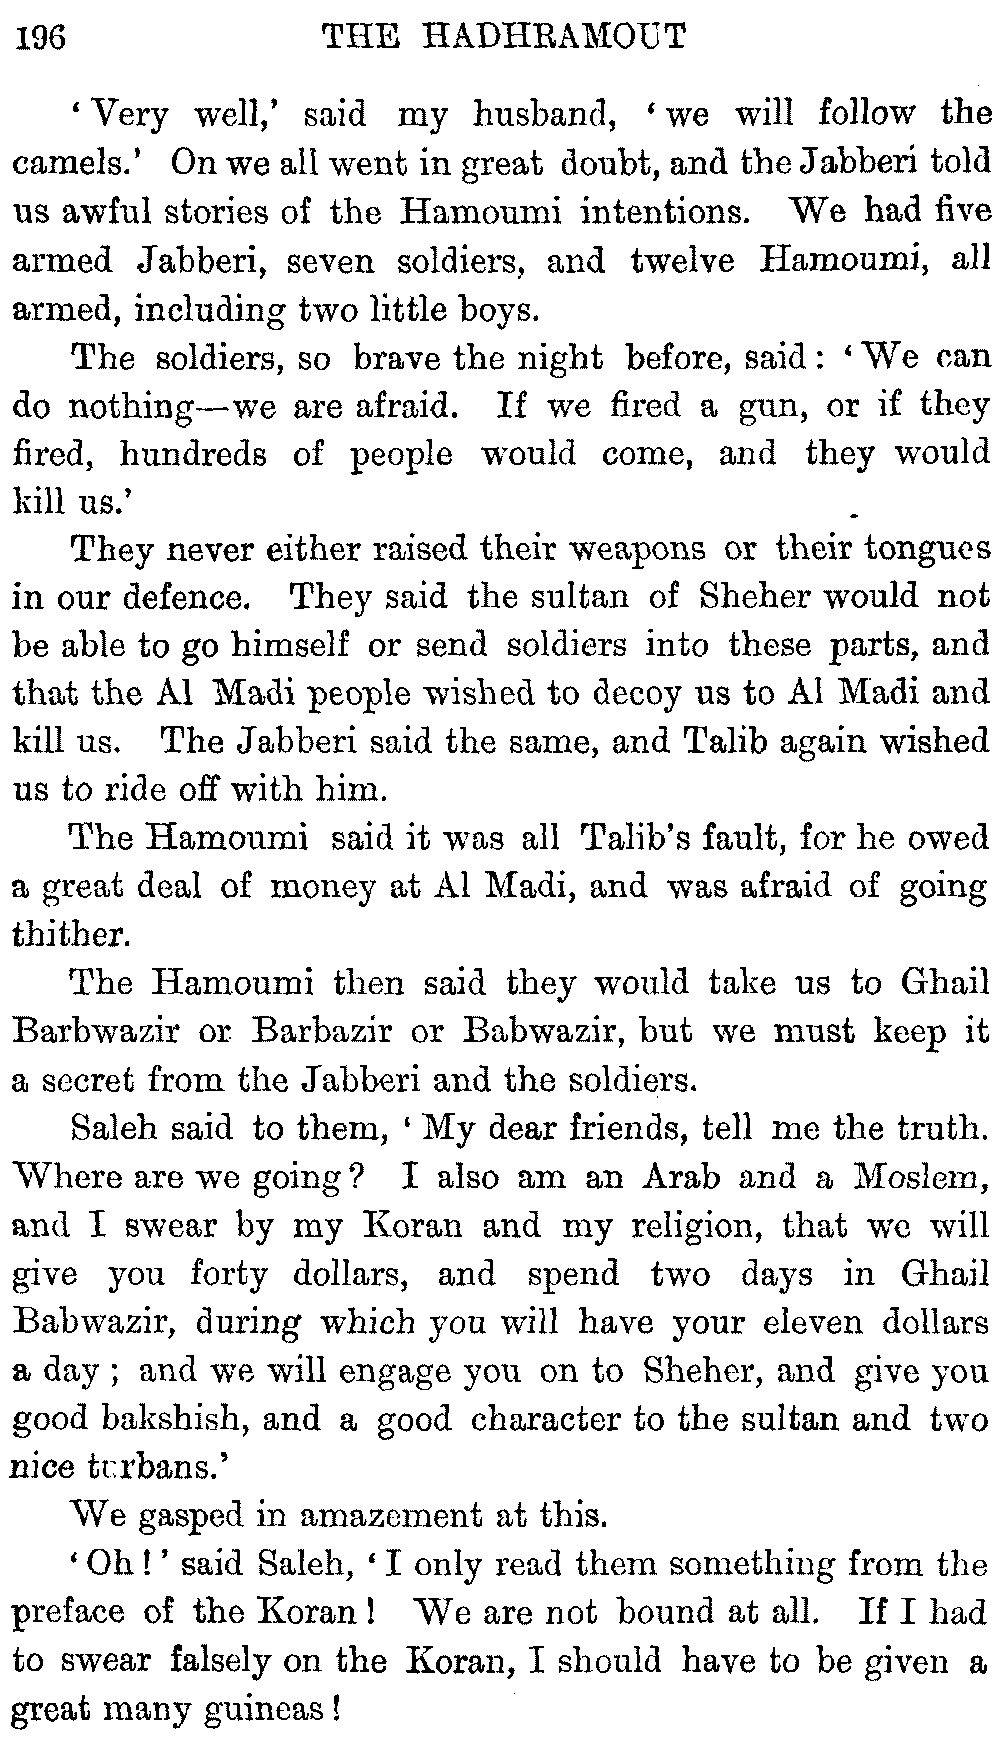 196 THE HADHRAMOUT
‘Very well,’ said my husband, ‘we will follow the
camels.’ On we all went in great doubt, and the Jabberi told
us awful stories of the Hamoumi intentions. We had five
armed Jabberi, seven soldiers, and twelve Hamoumi, all
armed, including two little boys.
The soldiers, so brave the night before, said: ‘We can
do nothing—we are afraid. If we fired a gun, or if they
fired, hundreds of people would come, and they would
kill us.’
They never either raised their weapons or their tongues
in our defence. They said the sultan of Sheher would not
be able to go himself or send soldiers into these parts, and
that the Al Madi people wished to decoy us to Al Madi and
kill us. The Jabberi said the same, and Talib again wished
us to ride off with him.
The Hamoumi said it was all Talib’s fault, for he owed
a great deal of money at Al Madi, and was afraid of going
thither.
The Hamoumi then said they would take us to Ghail
Barbwazir or Barbazir or Babwazir, but we must keep it
a secret from the Jabberi and the soldiers.
Saleh said to them, ‘My dear friends, tell me the truth.
Where are we going? I also am an Arab and a Moslem,
and I swear by my Koran and my religion, that we will
give you forty dollars, and spend two days in Ghail
Babwazir, during which you will have your eleven dollars
a day; and we will engage you on to Sheher, and give you
good bakshish, and a good character to the sultan and two
nice turbans.’
We gasped in amazement at this.
‘Oh!’ said Saleh, ‘I only read them something from the
preface of the Koran! We are not bound at all. If I had
to swear falsely on the Koran, I should have to be given a
great many guineas!